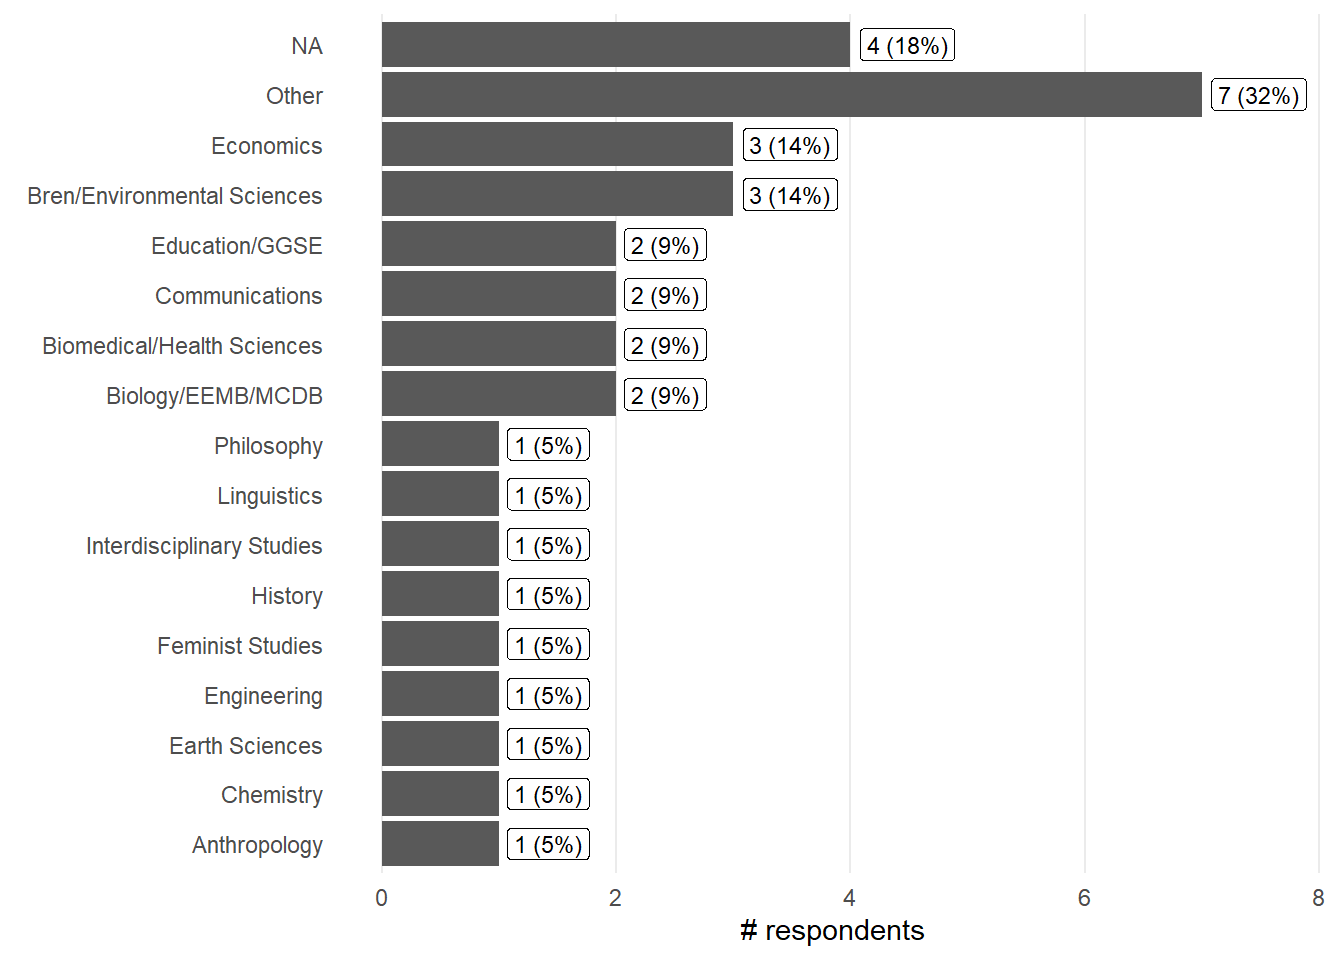 NA 4 (18%)
Other 7 (32%)
Economics 3 (14%)
Bren/Environmental Sciences 3 (14%)
Education/GGSE 2 (9%)
Communications 2 (9%)
Biomedical/Health Sciences 2 (9%)
Biology/EEMB/MCDB 2 (9%)
Philosophy 1 (5%)
Linguistics 1 (5%)
Interdisciplinary Studies 1 (5%)
History 1 (5%)
Feminist Studies 1 (5%)
Engineering 1 (5%)
Earth Sciences 1 (5%)
Chemistry 1 (5%)
Anthropology 1 (5%)
0 2 4 6 8
# respondents